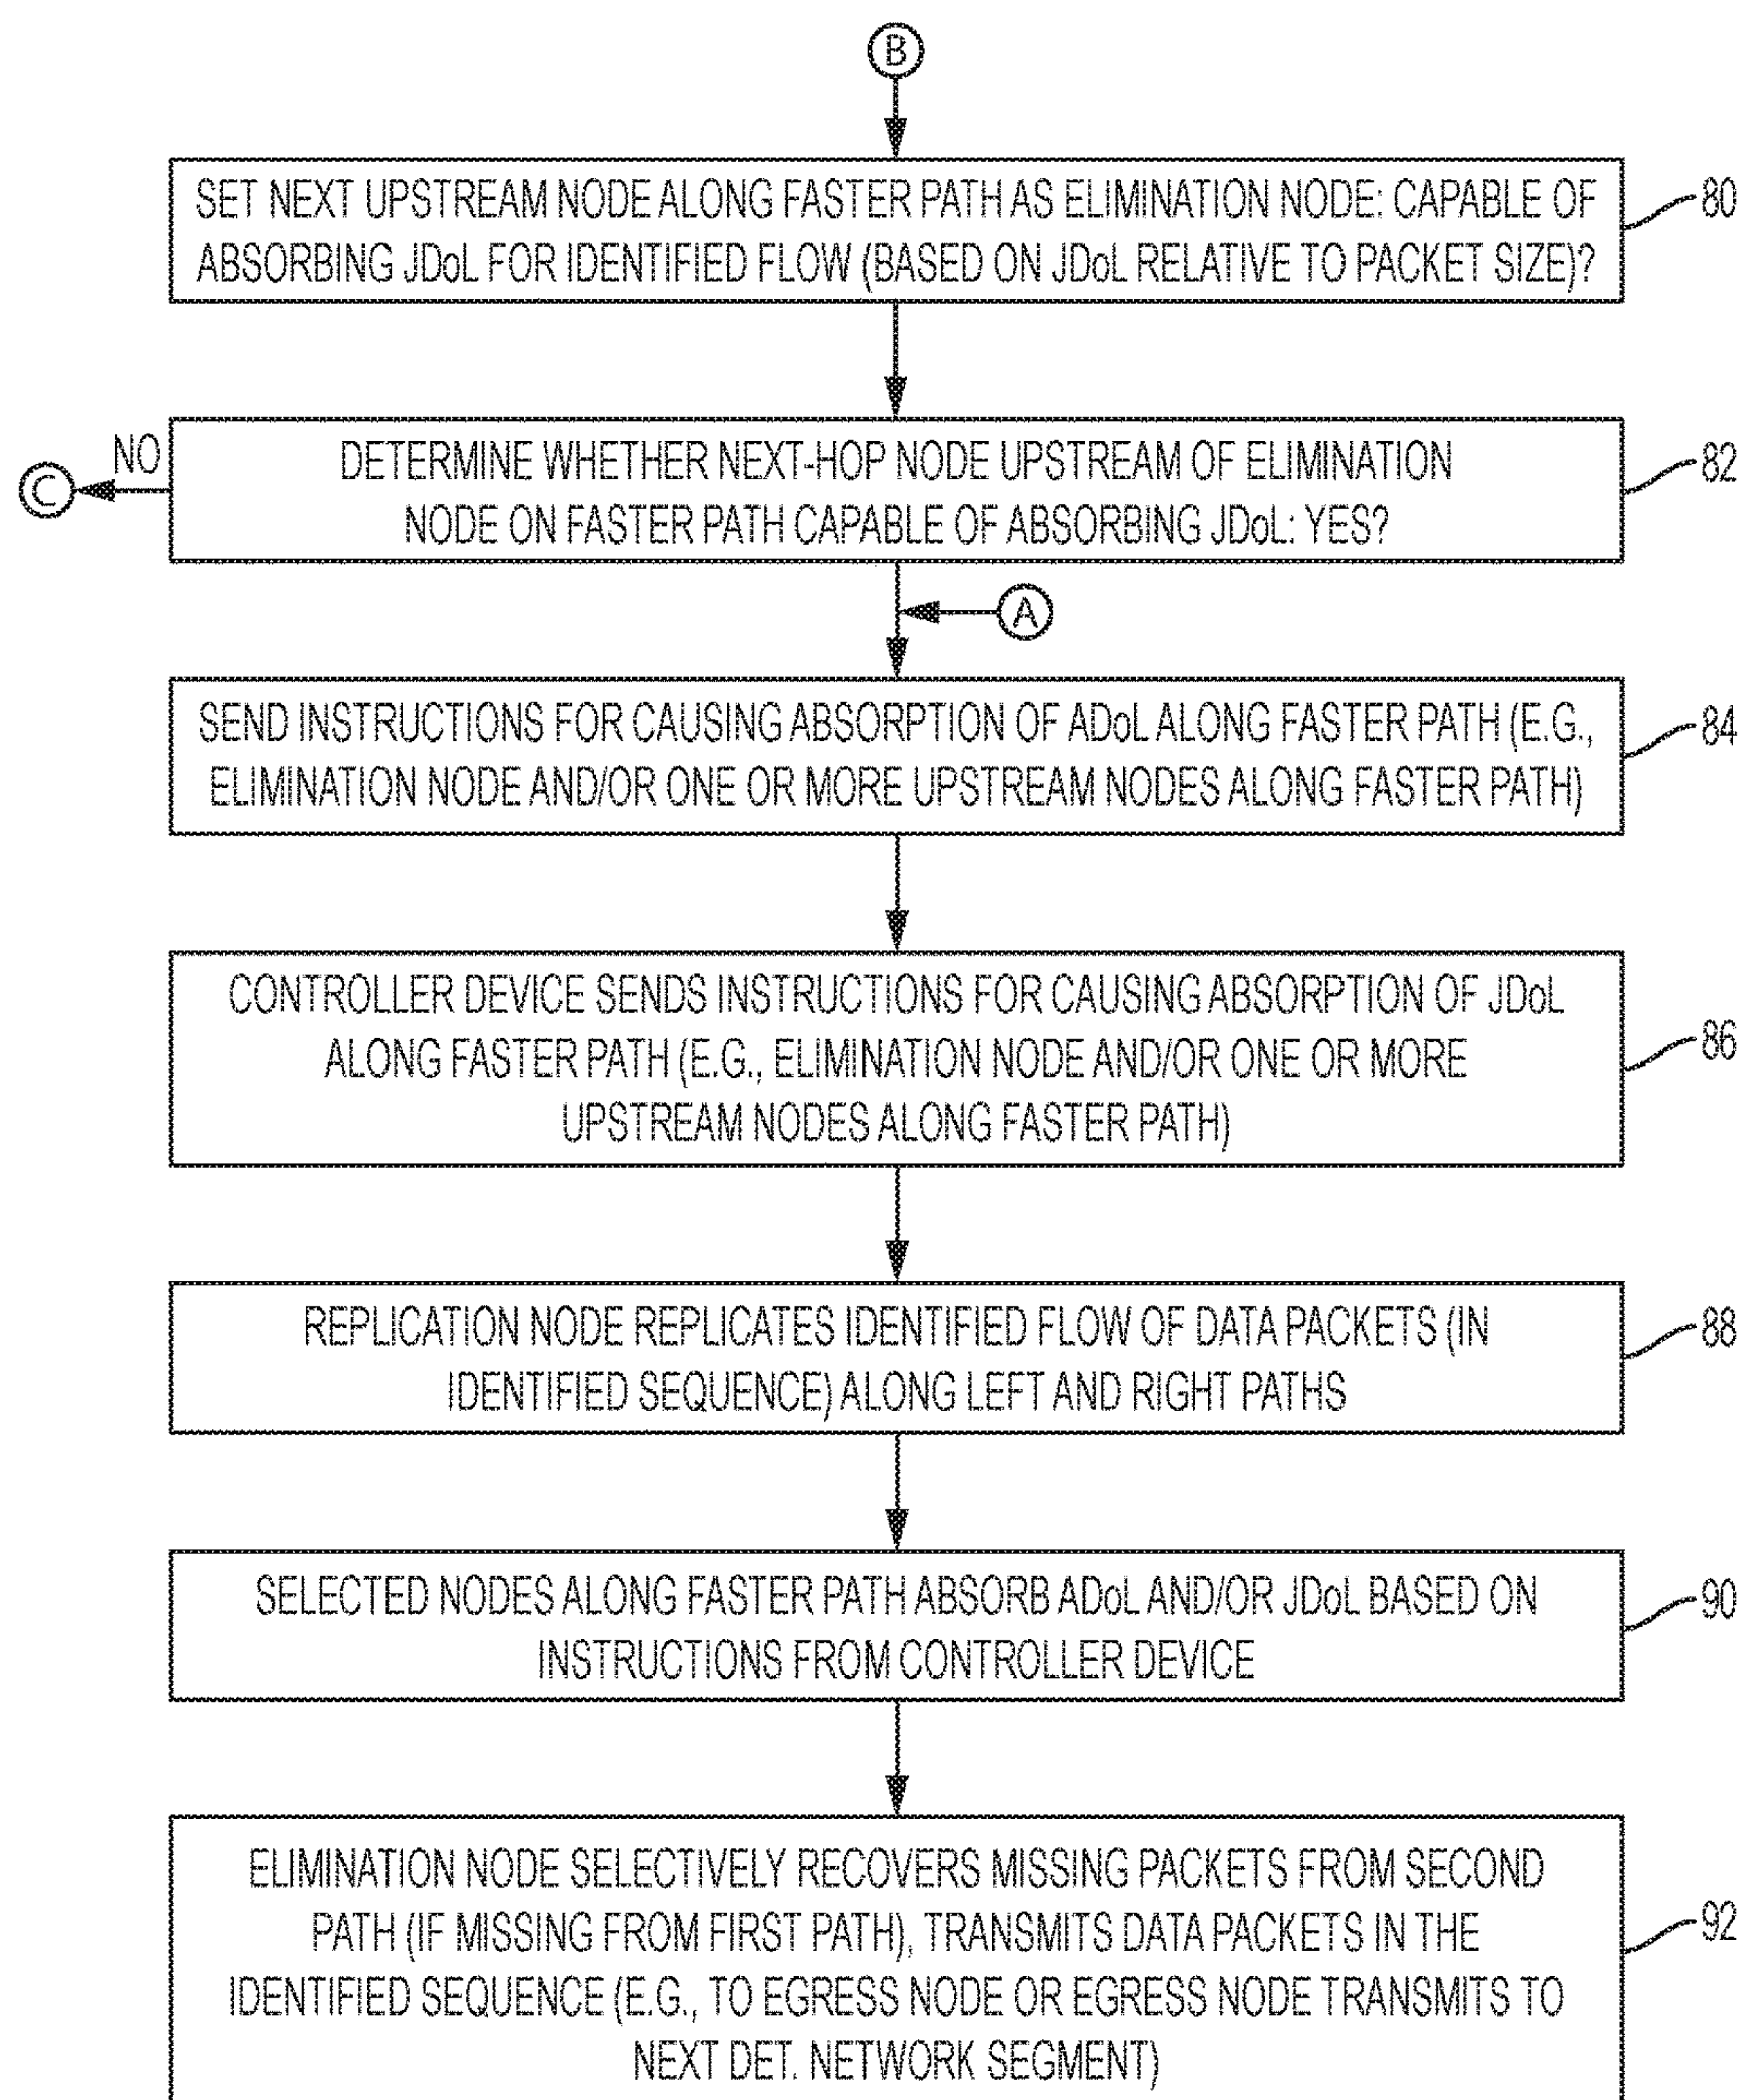 B
SET NEXT UPSTREAM NODE ALONG FASTER PATH AS ELIMINATION NODE: CAPABLE OF
ABSORBING JDoL FOR IDENTIFIED FLOW (BASED ON JDoL RELATIVE TO PACKET SIZE)?
80
NO
C
DETERMINE WHETHER NEXT-HOP NODE UPSTREAM OF ELIMINATION
NODE ON FASTER PATH CAPABLE OF ABSORBING JDoL: YES?
82
A
SEND INSTRUCTIONS FOR CAUSING ABSORPTION OF ADoL ALONG FASTER PATH (E.G.,
ELIMINATION NODE AND/OR ONE OR MORE UPSTREAM NODES ALONG FASTER PATH)
84
CONTROLLER DEVICE SENDS INSTRUCTIONS FOR CAUSING ABSORPTION OF JDoL
ALONG FASTER PATH (E.G., ELIMINATION NODE AND/OR ONE OR MORE
UPSTREAM NODES ALONG FASTER PATH)
86
REPLICATION NODE REPLICATES IDENTIFIED FLOW OF DATA PACKETS (IN
IDENTIFIED SEQUENCE) ALONG LEFT AND RIGHT PATHS
88
SELECTED NODES ALONG FASTER PATH ABSORB ADoL AND/OR JDoL BASED ON
INSTRUCTIONS FROM CONTROLLER DEVICE
90
ELIMINATION NODE SELECTIVELY RECOVERS MISSING PACKETS FROM SECOND
PATH (IF MISSING FROM FIRST PATH), TRANSMITS DATA PACKETS IN THE
IDENTIFIED SEQUENCE (E.G., TO EGRESS NODE OR EGRESS NODE TRANSMITS TO
NEXT DET. NETWORK SEGMENT)
92